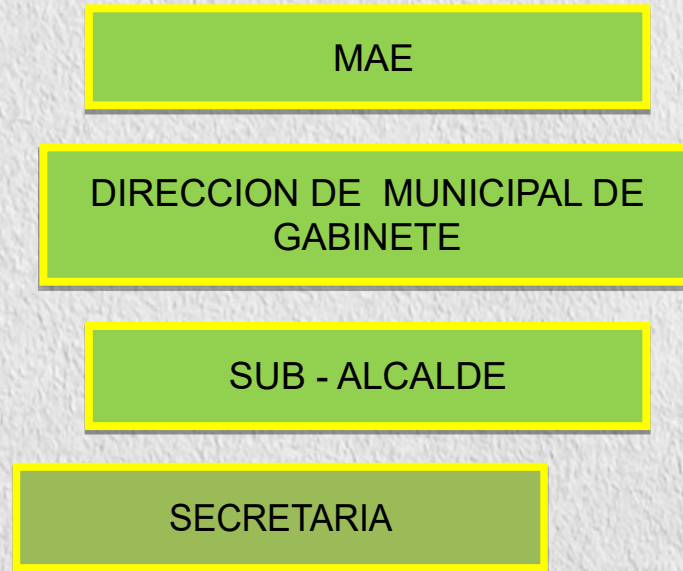 MAE
DIRECCION DE MUNICIPAL DE
GABINETE
SUB - ALCALDE
SECRETARIA